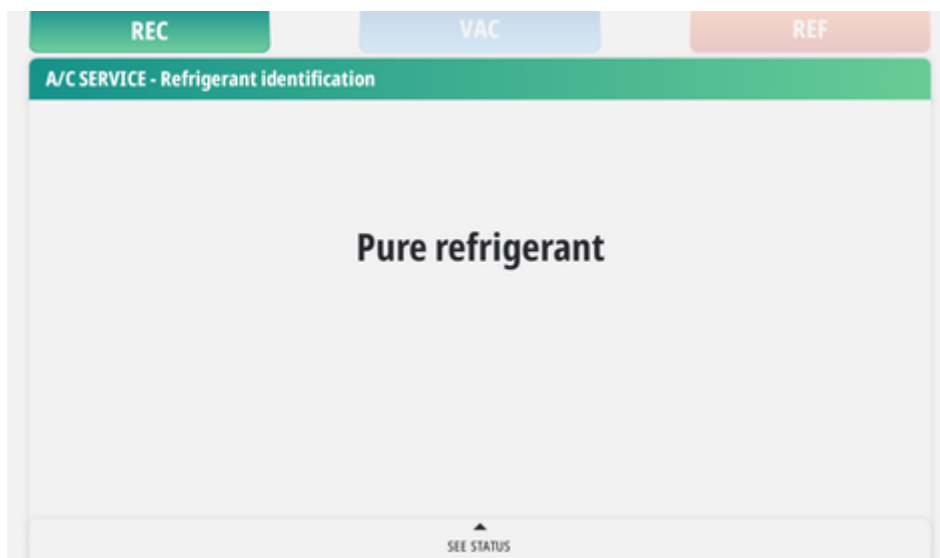 REC
VAC
REF
A/C SERVICE - Refrigerant identification
Pure refrigerant
SEE STATUS